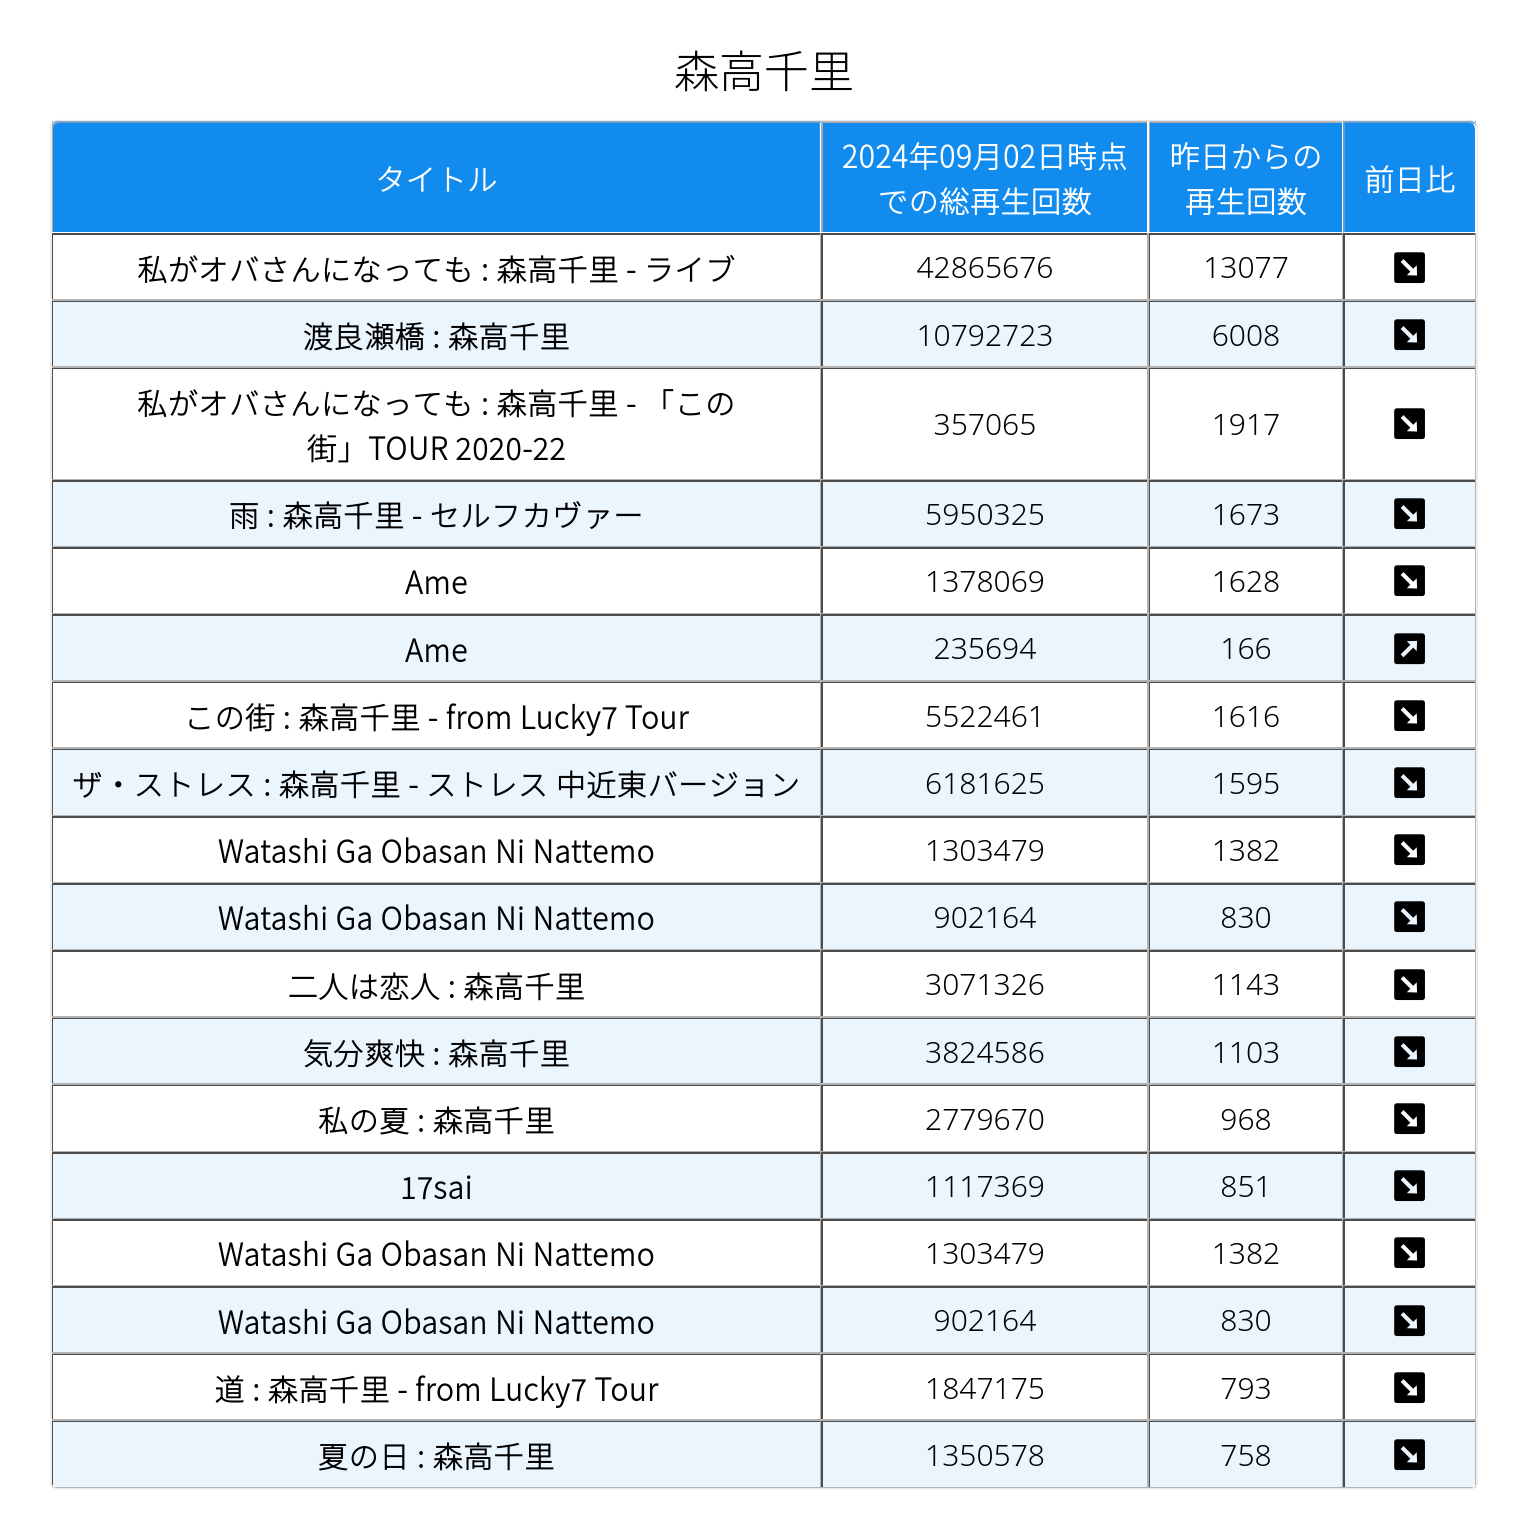 森高千里
タイトル
2024年09月02日時点
での総再生回数
昨日からの
再生回数
前日比
私がオバさんになっても : 森高千里 - ライブ 42865676 13077
渡良瀬橋 : 森高千里 10792723 6008
私がオバさんになっても : 森高千里 - 「この
街」TOUR 2020-22 357065 1917
雨 : 森高千里 - セルフカヴァー 5950325 1673
Ame 1378069 1628
Ame 235694 166
この街 : 森高千里 - from Lucky7 Tour 5522461 1616
ザ・ストレス : 森高千里 - ストレス 中近東バージョン 6181625 1595
Watashi Ga Obasan Ni Nattemo 1303479 1382
Watashi Ga Obasan Ni Nattemo 902164 830
二人は恋人 : 森高千里 3071326 1143
気分爽快 : 森高千里 3824586 1103
私の夏 : 森高千里 2779670 968
17sai 1117369 851
Watashi Ga Obasan Ni Nattemo 1303479 1382
Watashi Ga Obasan Ni Nattemo 902164 830
道 : 森高千里 - from Lucky7 Tour 1847175 793
夏の日 : 森高千里 1350578 758